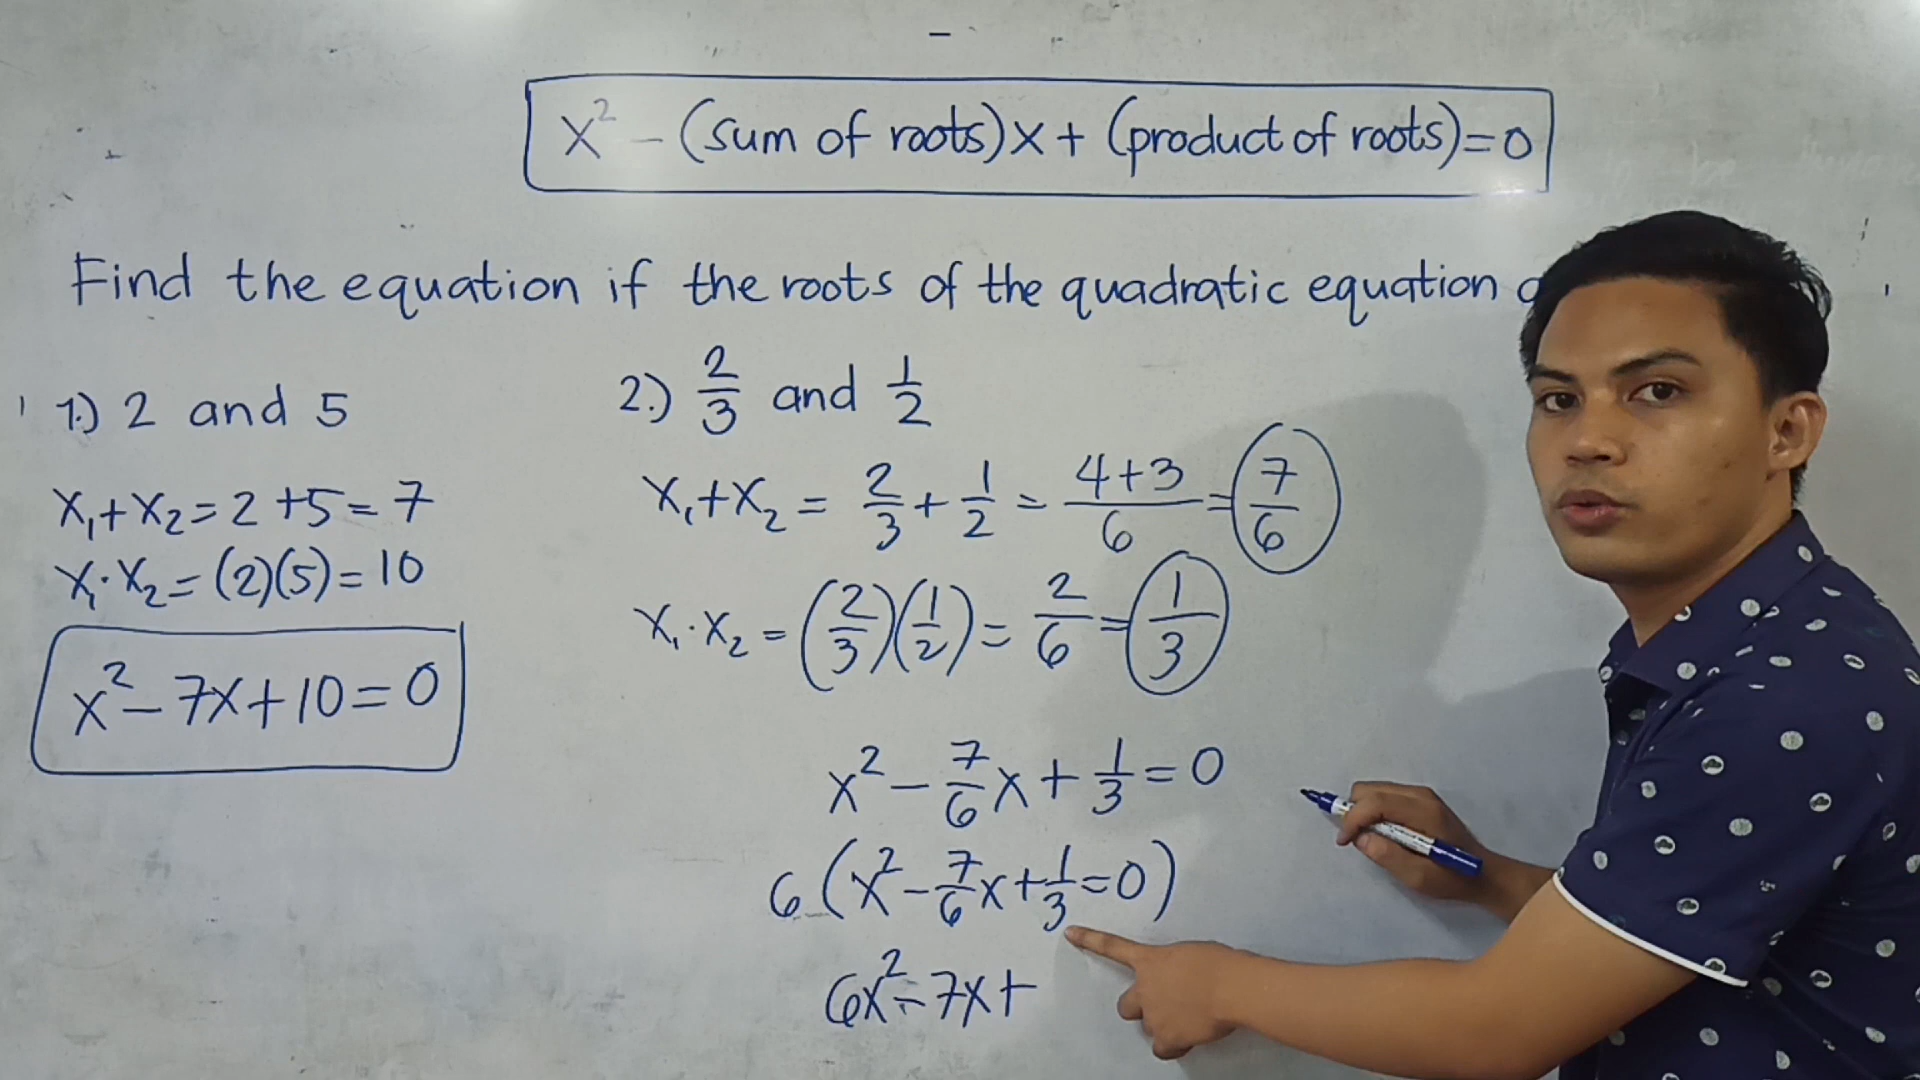 x² - (sum of roots)x + (product of roots) = 0
Find the equation if the roots of the quadratic equation
1.) 2 and 5
x₁+x₂ = 2+5 = 7
x₁·x₂ = (2)(5) = 10
x² - 7x + 10 = 0
2.) 2/3 and 1/2
x₁+x₂ = 2/3 + 1/2 = 4+3/6 = 7/6
x₁·x₂ = (2/3)(1/2) = 2/6 = 1/3
x² - 7/6x + 1/3 = 0
6(x² - 7/6x + 1/3 = 0)
6x² - 7x +